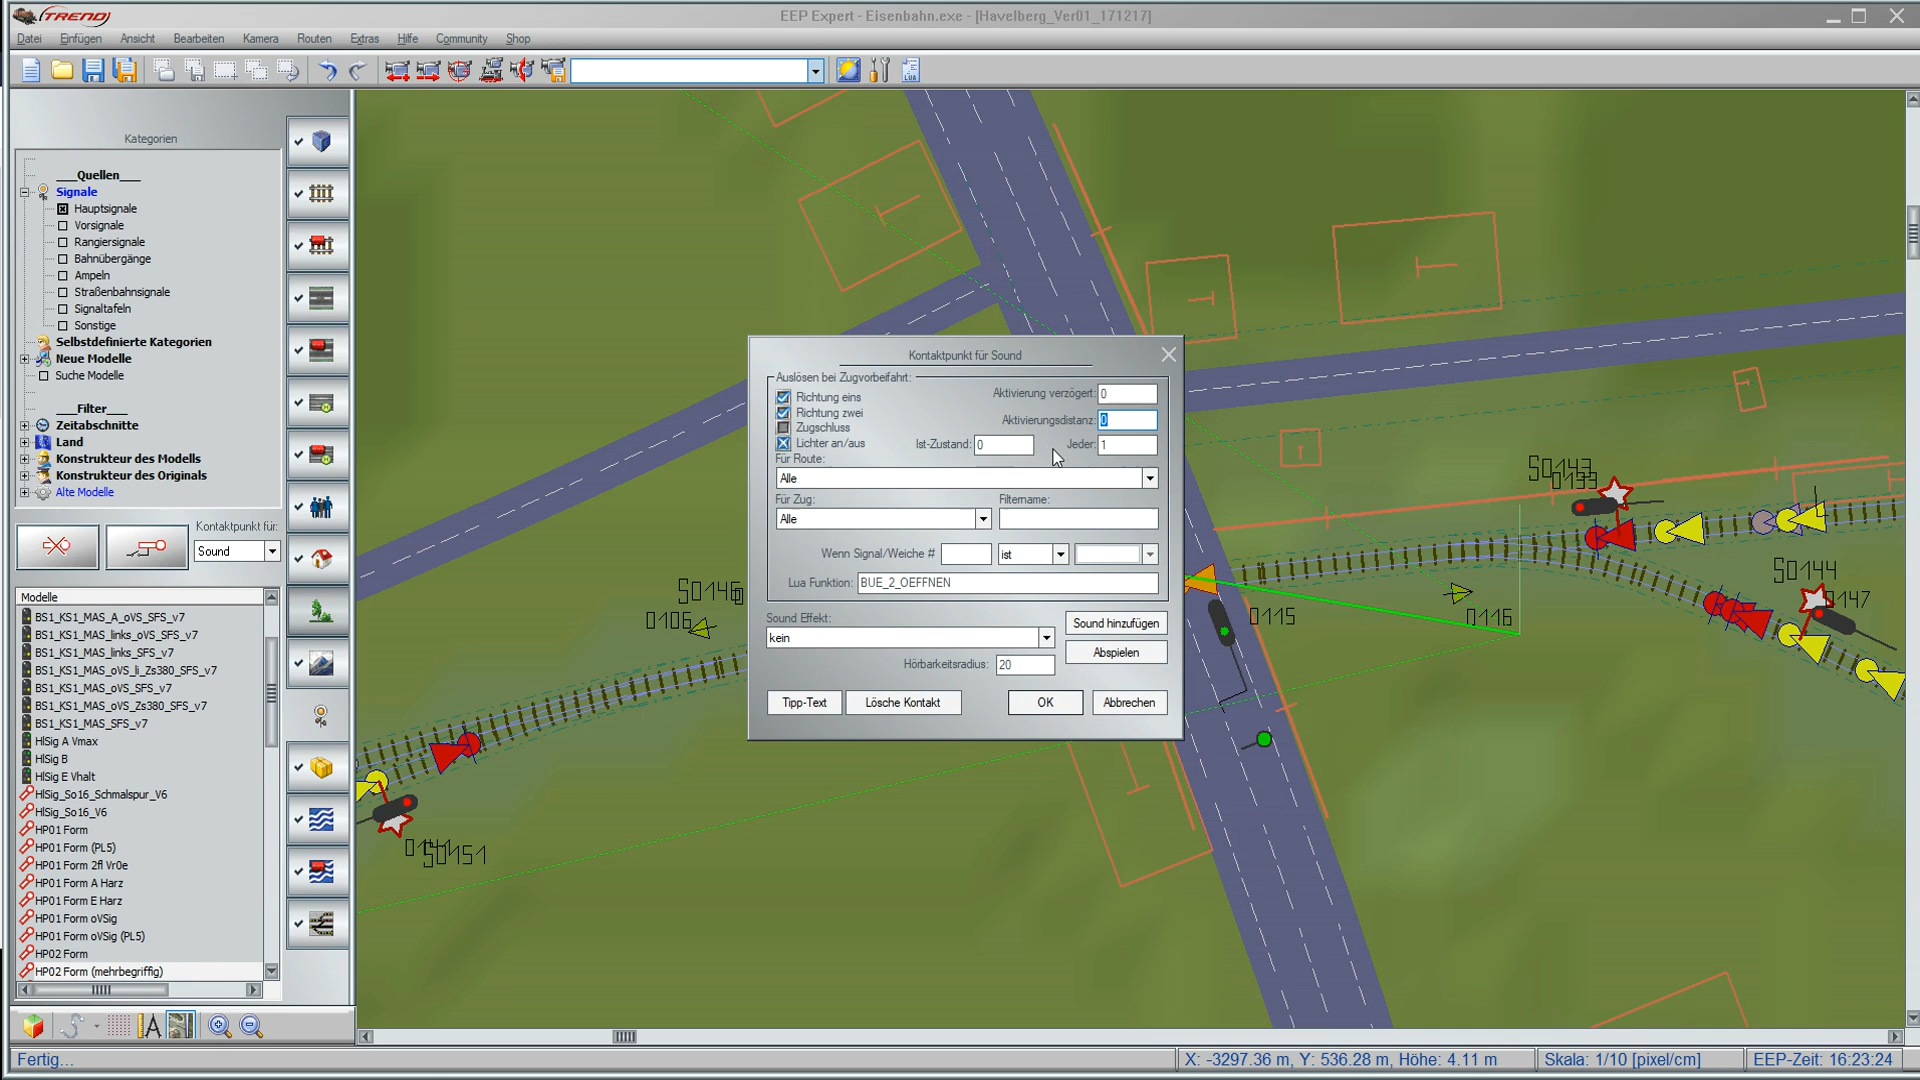 TREND
EEP Expert - Eisenbahn.exe - [Havelberg_Ver01_171217]
Datei Einfügen Ansicht Bearbeiten Kamera Routen Extras Hilfe Community Shop
LUA
Kategorien
___Quellen___
Signale
Hauptsignale
Vorsignale
Rangiersignale
Bahnübergänge
Ampeln
Straßenbahnsignale
Signaltafeln
Sonstige
Selbstdefinierte Kategorien
Neue Modelle
Suche Modelle
___Filter___
Zeitabschnitte
Land
Konstrukteur des Modells
Konstrukteur des Originals
Alte Modelle
Kontaktpunkt für:
Sound
Modelle
BS1_KS1_MAS_A_oVS_SFS_v7
BS1_KS1_MAS_links_oVS_SFS_v7
BS1_KS1_MAS_links_SFS_v7
BS1_KS1_MAS_oVS_li_Zs380_SFS_v7
BS1_KS1_MAS_oVS_SFS_v7
BS1_KS1_MAS_oVS_Zs380_SFS_v7
BS1_KS1_MAS_SFS_v7
HlSig A Vmax
HlSig B
HlSig E Vhalt
HlSig_So16_Schmalspur_V6
HlSig_So16_V6
HP01 Form
HP01 Form (PL5)
HP01 Form 2fl Vr0e
HP01 Form A Harz
HP01 Form E Harz
HP01 Form oVSig
HP01 Form oVSig (PL5)
HP02 Form
HP02 Form (mehrbegriffig)
Kontaktpunkt für Sound
Auslösen bei Zugvorbeifahrt:
Richtung eins
Aktivierung verzögert: 0
Richtung zwei
Aktivierungsdistanz: 0
Zugschluss
Lichter an/aus
Ist-Zustand: 0
Jeder: 1
Für Route:
Alle
Für Zug:
Filtername:
Alle
Wenn Signal/Weiche #
ist
Lua Funktion: BUE_2_OEFFNEN
Sound Effekt:
Sound hinzufügen
kein
Abspielen
Hörbarkeitsradius: 20
Tipp-Text
Lösche Kontakt
OK
Abbrechen
S0143
S0144
0147
S0146
0106
0115
0116
S0151
Fertig...
X: -3297.36 m, Y: 536.28 m, Höhe: 4.11 m
Skala: 1/10 [pixel/cm]
EEP-Zeit: 16:23:24